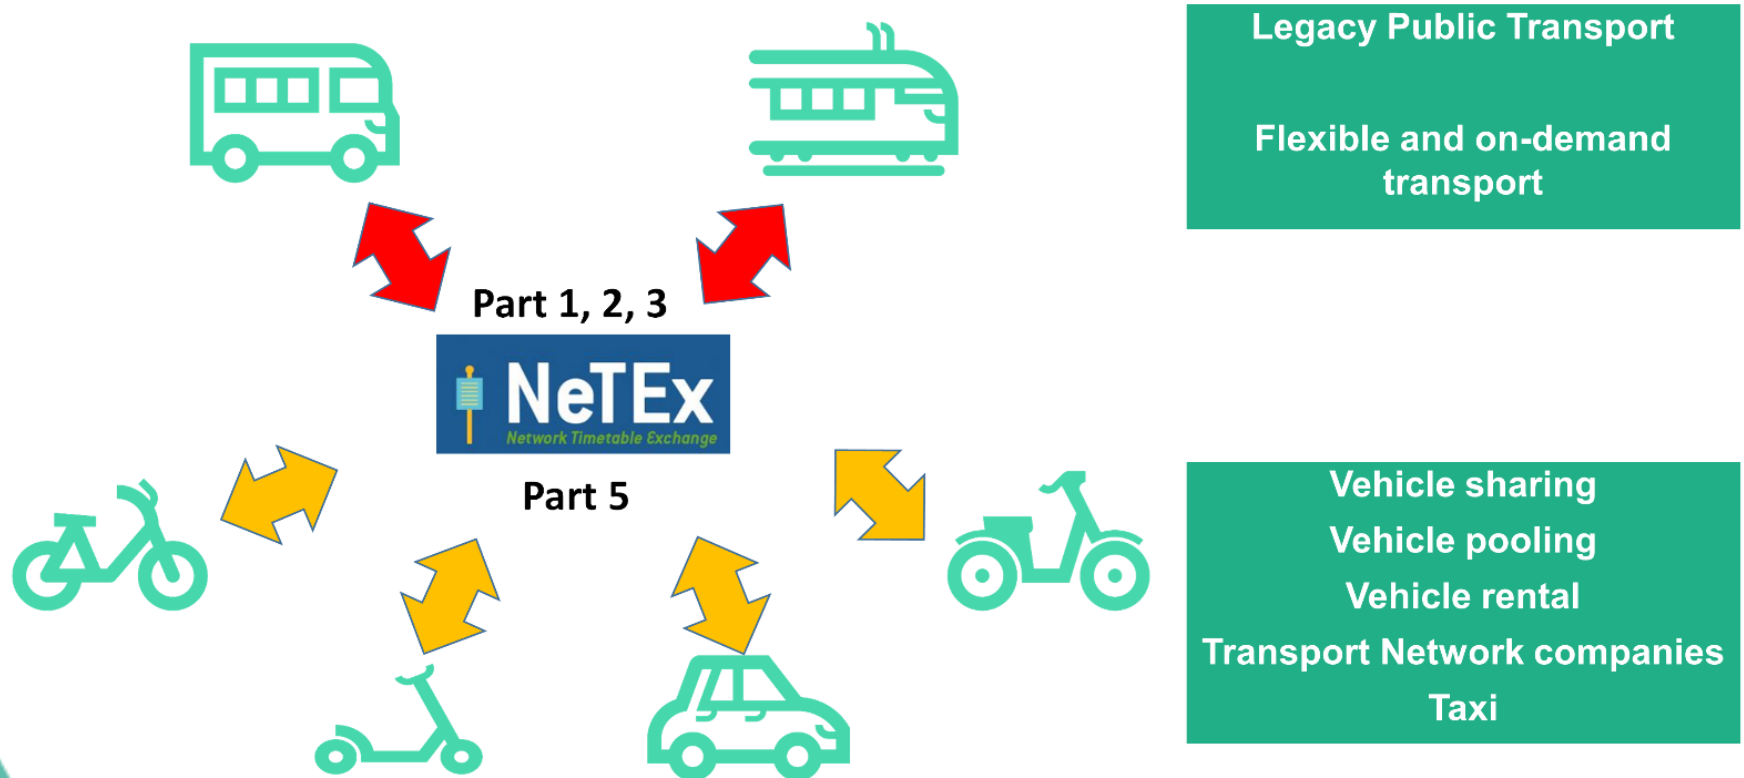 Legacy Public Transport
Flexible and on-demand
transport
Part 1, 2, 3
NeTEx
Network Timetable Exchange
Part 5
Vehicle sharing
Vehicle pooling
Vehicle rental
Transport Network companies
Taxi